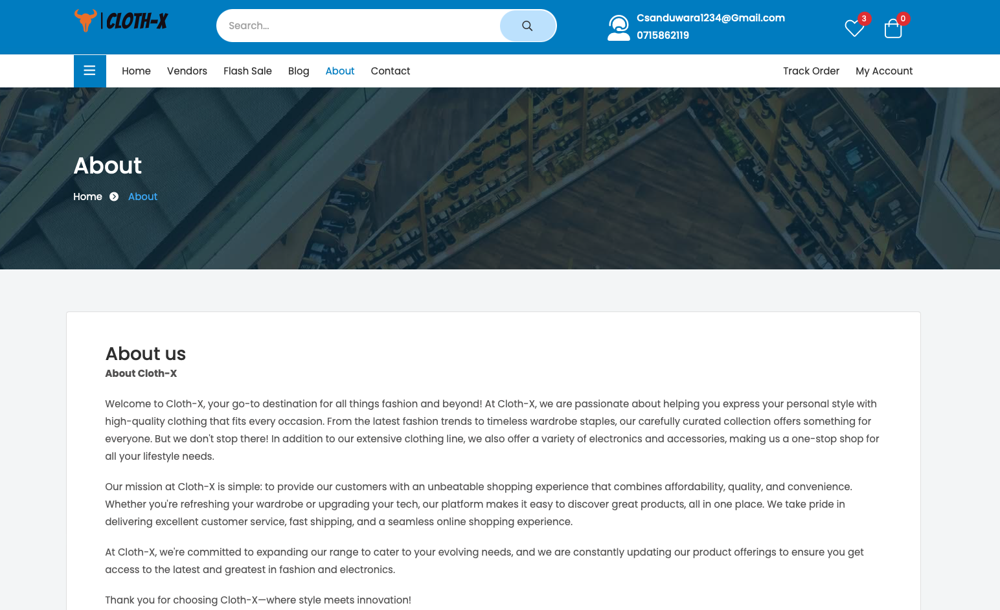 CLOTH-X
Search...
Csanduwara1234@Gmail.com
0715862119
3
0
Home
Vendors
Flash Sale
Blog
About
Contact
Track Order
My Account
About
Home
About
About us
About Cloth-X
Welcome to Cloth-X, your go-to destination for all things fashion and beyond! At Cloth-X, we are passionate about helping you express your personal style with
high-quality clothing that fits every occasion. From the latest fashion trends to timeless wardrobe staples, our carefully curated collection offers something for
everyone. But we don't stop there! In addition to our extensive clothing line, we also offer a variety of electronics and accessories, making us a one-stop shop for
all your lifestyle needs.
Our mission at Cloth-X is simple: to provide our customers with an unbeatable shopping experience that combines affordability, quality, and convenience.
Whether you're refreshing your wardrobe or upgrading your tech, our platform makes it easy to discover great products, all in one place. We take pride in
delivering excellent customer service, fast shipping, and a seamless online shopping experience.
At Cloth-X, we're committed to expanding our range to cater to your evolving needs, and we are constantly updating our product offerings to ensure you get
access to the latest and greatest in fashion and electronics.
Thank you for choosing Cloth-X—where style meets innovation!